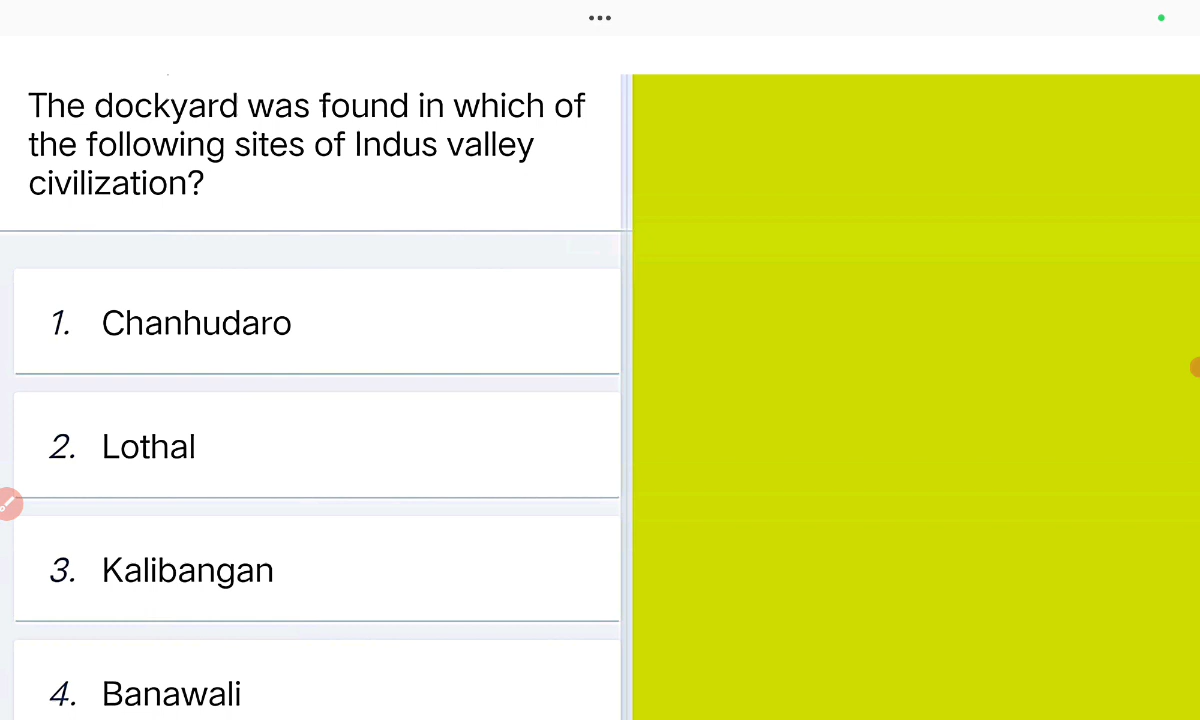 The dockyard was found in which of
the following sites of Indus valley
civilization?
1. Chanhudaro
2. Lothal
3. Kalibangan
4. Banawali